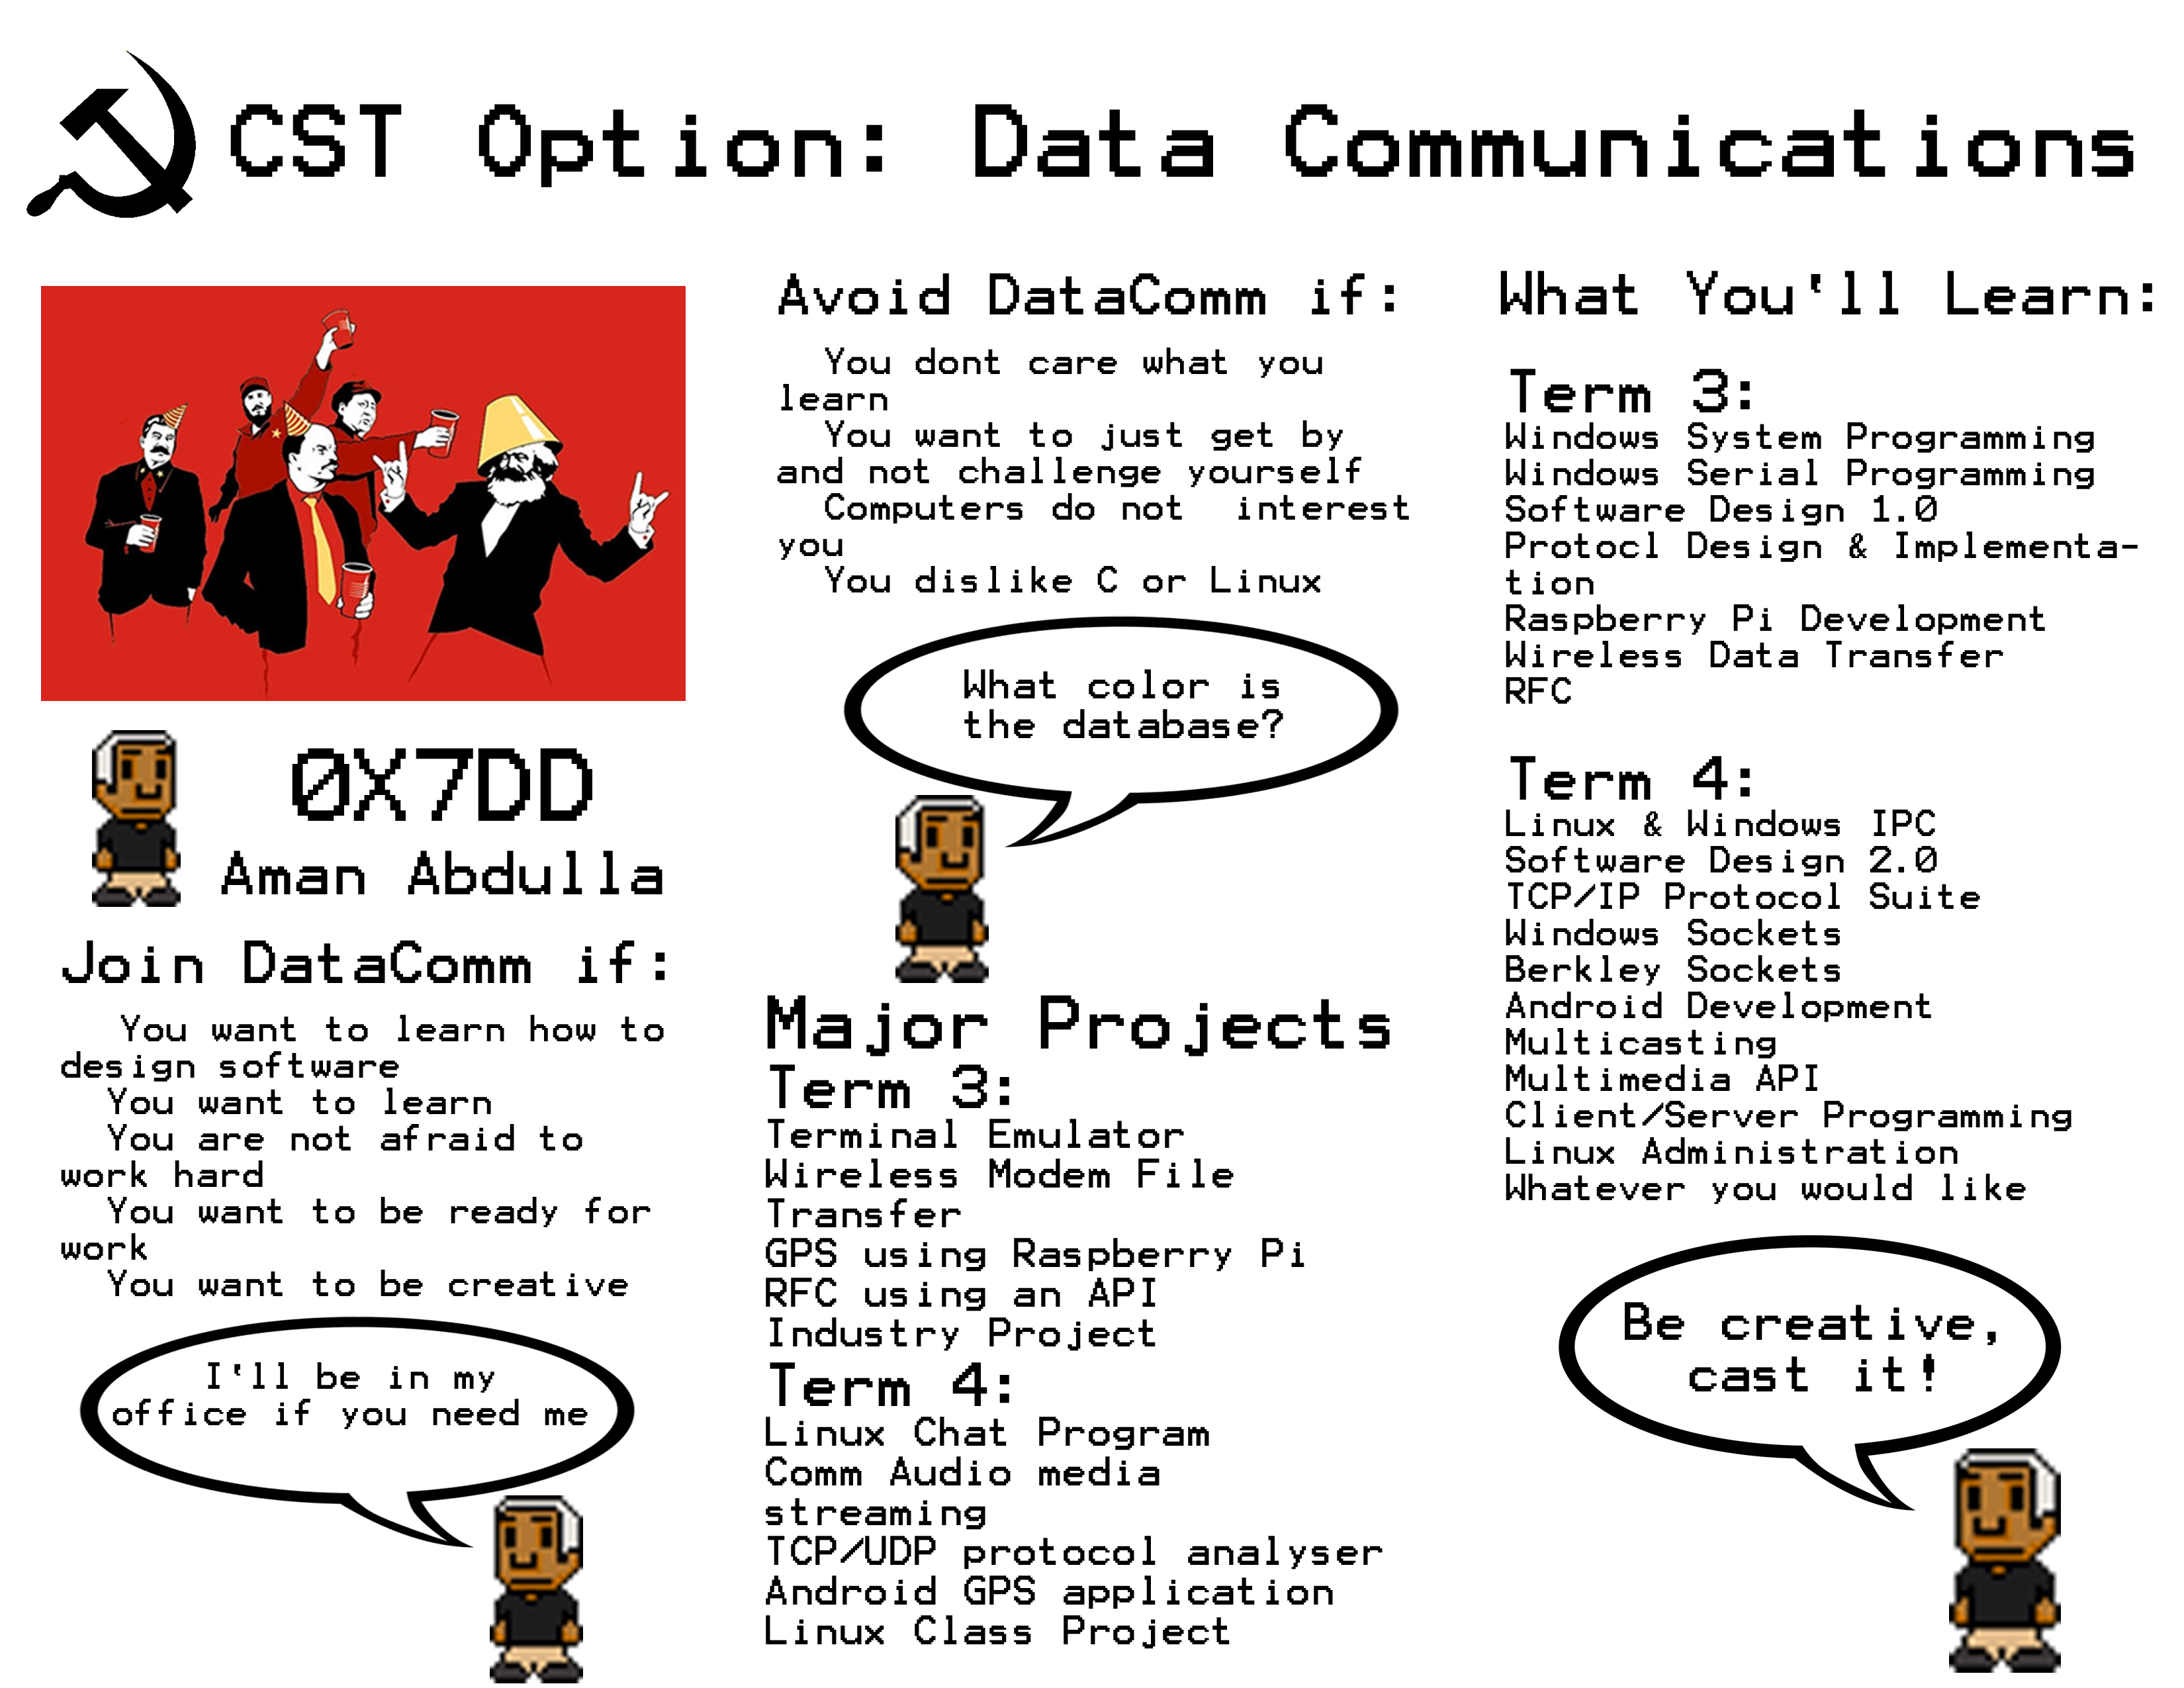 CST Option: Data Communications
0X7DD
Aman Abdulla
Join DataComm if:
You want to learn how to
design software
You want to learn
You are not afraid to
work hard
You want to be ready for
work
You want to be creative
I'll be in my
office if you need me
Avoid DataComm if:
You dont care what you
learn
You want to just get by
and not challenge yourself
Computers do not interest
you
You dislike C or Linux
What color is
the database?
Major Projects
Term 3:
Terminal Emulator
Wireless Modem File
Transfer
GPS using Raspberry Pi
RFC using an API
Industry Project
Term 4:
Linux Chat Program
Comm Audio media
streaming
TCP/UDP protocol analyser
Android GPS application
Linux Class Project
What You'll Learn:
Term 3:
Windows System Programming
Windows Serial Programming
Software Design 1.0
Protocl Design & Implementa-
tion
Raspberry Pi Development
Wireless Data Transfer
RFC
Term 4:
Linux & Windows IPC
Software Design 2.0
TCP/IP Protocol Suite
Windows Sockets
Berkley Sockets
Android Development
Multicasting
Multimedia API
Client/Server Programming
Linux Administration
Whatever you would like
Be creative,
cast it!